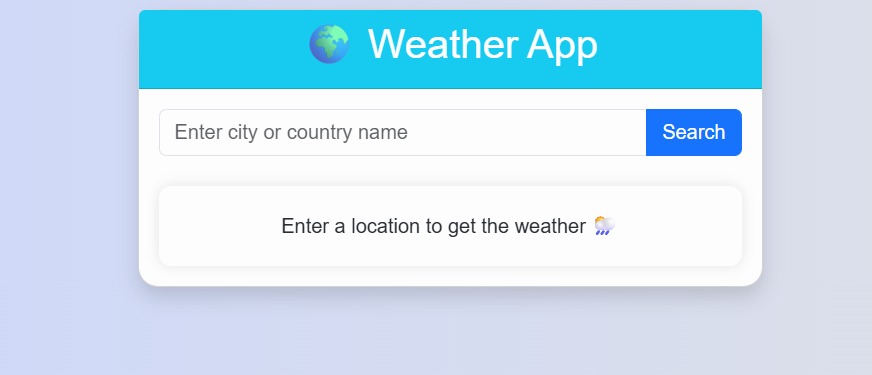 🌍 Weather App
Enter city or country name
Search
Enter a location to get the weather 🌦